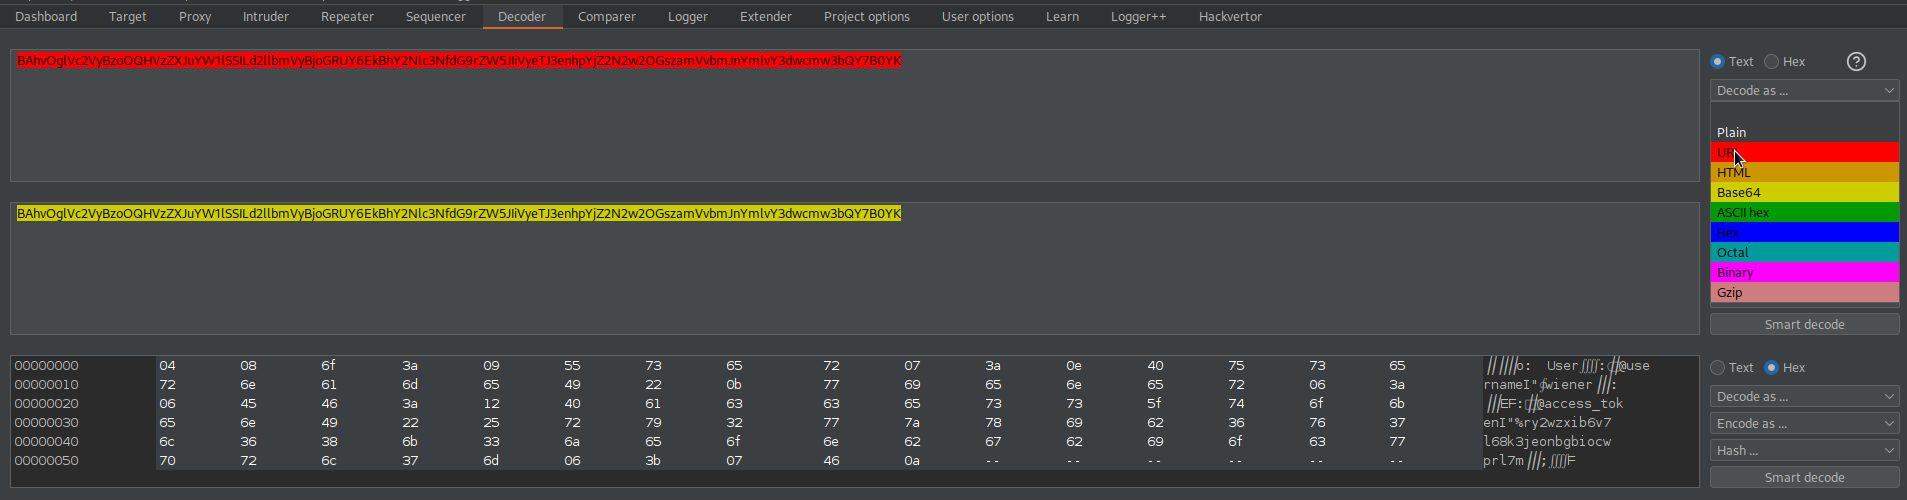 Dashboard Target Proxy Intruder Repeater Sequencer Decoder Comparer Logger Extender Project options User options Learn Logger++ Hackvertor
BAhvOglVc2VyBzoOQHVzZXJuYW1lSSILd2llbmVyBjoGRUY6EkBhY2Nlc3NfdG9rZW5JIiVyeTJ3enhpYjZ2N2w2OGszamVvbmJnYmlvY3dwcmw3bQY7B0YK
Text Hex ?
Decode as ...
Plain
HTML
Base64
ASCII hex
Hex
Octal
Binary
Gzip
Smart decode
BAhvOglVc2VyBzoOQHVzZXJuYW1lSSILd2llbmVyBjoGRUY6EkBhY2Nlc3NfdG9rZW5JIiVyeTJ3enhpYjZ2N2w2OGszamVvbmJnYmlvY3dwcmw3bQY7B0YK
00000000 04 08 6f 3a 09 55 73 65 72 07 3a 0e 40 75 73 65 o: User : @use
00000010 72 6e 61 6d 65 49 22 0b 77 69 65 6e 65 72 06 3a rnameI" wiener :
00000020 06 45 46 3a 12 40 61 63 63 65 73 73 5f 74 6f 6b EF: @access_tok
00000030 65 6e 49 22 25 72 79 32 77 7a 78 69 62 36 76 37 enI"%ry2wzxib6v7
00000040 6c 36 38 6b 33 6a 65 6f 6e 62 67 62 69 6f 63 77 l68k3jeonbgbiocw
00000050 70 72 6c 37 6d 06 3b 07 46 0a -- -- -- -- -- -- prl7m ; F
Text Hex
Decode as ...
Encode as ...
Hash ...
Smart decode